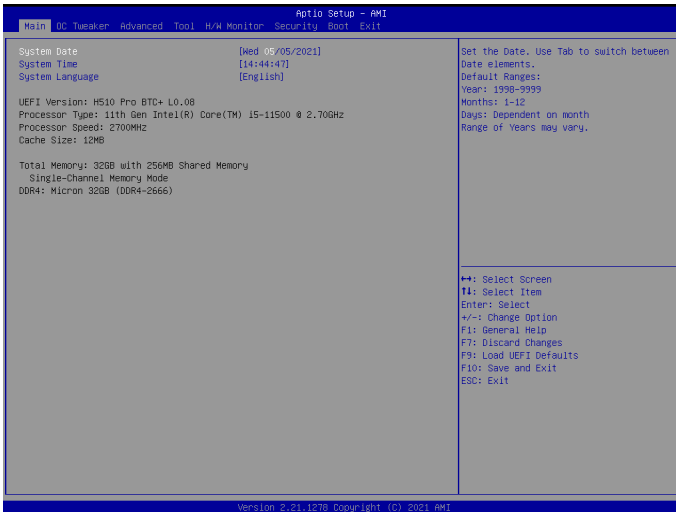 Aptio Setup - AMI
Main OC Tweaker Advanced Tool H/W Monitor Security Boot Exit
System Date [Wed 05/05/2021]
System Time [14:44:47]
System Language [English]
UEFI Version: H510 Pro BTC+ L0.08
Processor Type: 11th Gen Intel(R) Core(TM) i5-11500 @ 2.70GHz
Processor Speed: 2700MHz
Cache Size: 12MB
Total Memory: 32GB with 256MB Shared Memory
Single-Channel Memory Mode
DDR4: Micron 32GB (DDR4-2666)
Set the Date. Use Tab to switch between
Date elements.
Default Ranges:
Year: 1998-9999
Months: 1-12
Days: Dependent on month
Range of Years may vary.
↔: Select Screen
↑↓: Select Item
Enter: Select
+/-: Change Option
F1: General Help
F7: Discard Changes
F9: Load UEFI Defaults
F10: Save and Exit
ESC: Exit
Version 2.21.1278 Copyright (C) 2021 AMI